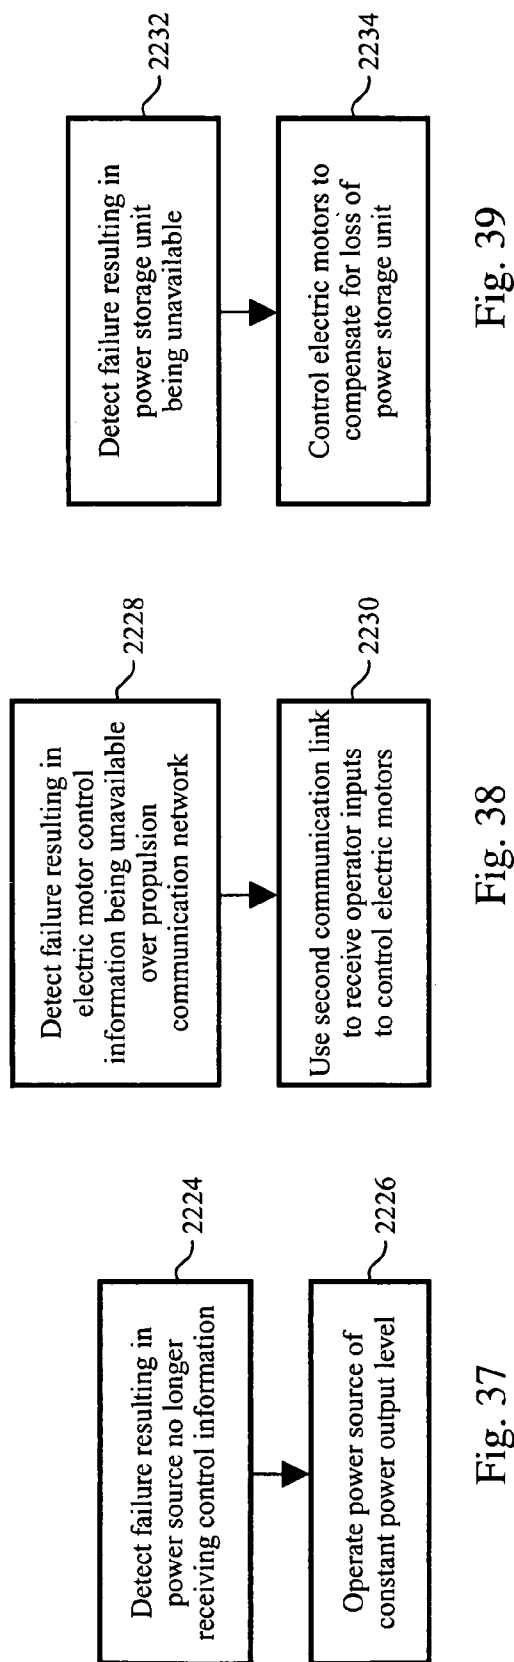 Detect failure resulting in
power source no longer
receiving control information
2224
Operate power source of
constant power output level
2226
Fig. 37
Detect failure resulting in
electric motor control
information being unavailable
over propulsion
communication network
2228
Use second communication link
to receive operator inputs
to control electric motors
2230
Fig. 38
Detect failure resulting in
power storage unit
being unavailable
2232
Control electric motors to
compensate for loss of
power storage unit
2234
Fig. 39